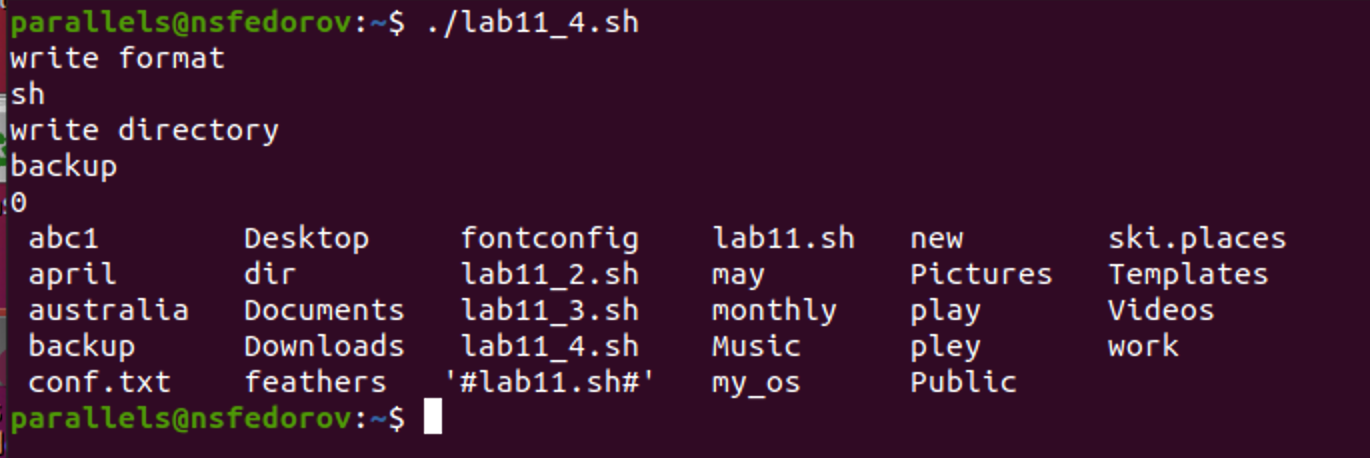 parallels@nsfedorov:~$ ./lab11_4.sh
write format
sh
write directory
backup
0
abc1 Desktop fontconfig lab11.sh new ski.places
april dir lab11_2.sh may Pictures Templates
australia Documents lab11_3.sh monthly play Videos
backup Downloads lab11_4.sh Music pley work
conf.txt feathers '#lab11.sh#' my_os Public
parallels@nsfedorov:~$